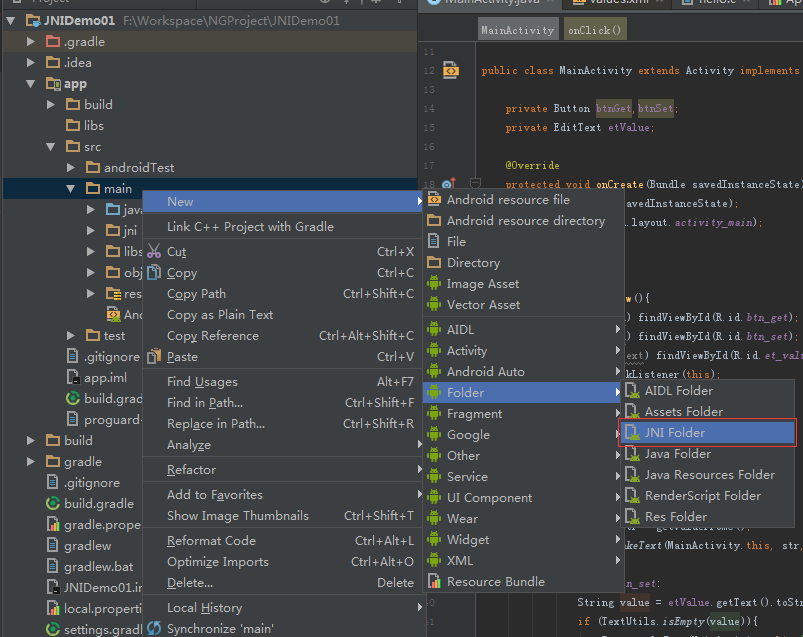 JNIDemo01 F:\Workspace\NGProject\JNIDemo01
.gradle
.idea
app
build
libs
src
androidTest
main
java
jni
libs
obj
res
test
.gitignore
app.iml
build.grad
proguard-
build
gradle
.gitignore
build.gradle
gradle.prope
gradlew
gradlew.bat
JNIDemo01.in
local.properti
settings.gradl
New
Link C++ Project with Gradle
Cut Ctrl+X
Copy Ctrl+C
Copy Path Ctrl+Shift+C
Copy as Plain Text
Copy Reference Ctrl+Alt+Shift+C
Paste Ctrl+V
Find Usages Alt+F7
Find in Path... Ctrl+Shift+F
Replace in Path... Ctrl+Shift+R
Analyze
Refactor
Add to Favorites
Show Image Thumbnails Ctrl+Shift+T
Reformat Code Ctrl+Alt+L
Optimize Imports Ctrl+Alt+O
Delete... Delete
Local History
Synchronize 'main'
Android resource file
Android resource directory
File
Directory
Image Asset
Vector Asset
AIDL
Activity
Android Auto
Folder
Fragment
Google
Other
Service
UI Component
Wear
Widget
XML
Resource Bundle
AIDL Folder
Assets Folder
JNI Folder
Java Folder
Java Resources Folder
RenderScript Folder
Res Folder
MainActivity.java values.xml hello.c
MainActivity onClick()
11
12 public class MainActivity extends Activity implements
13
14 private Button btnGet,btnSet;
15 private EditText etValue;
16
17 @Override
18 protected void onCreate(Bundle savedInstanceState)
avedInstanceState);
.layout.activity_main);
w(){
) findViewById(R.id.btn_get);
) findViewById(R.id.btn_set);
ext) findViewById(R.id.et_valu
kListener(this);
keText(MainActivity.this, str,
n_set:
String value = etValue.getText().toStr
if (TextUtils.isEmpty(value)){